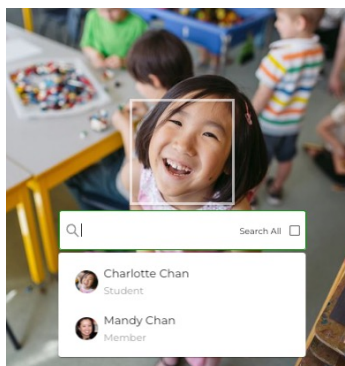 Search All
Charlotte Chan
Student
Mandy Chan
Member